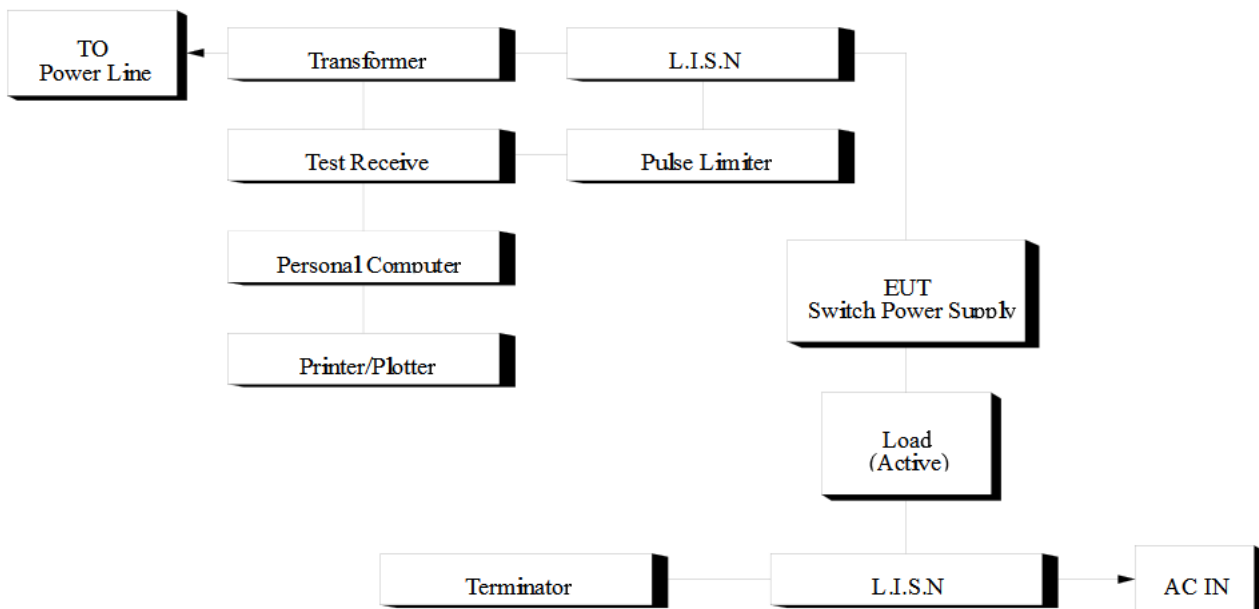 TO
Power Line
Transformer
L.I.S.N
Test Receive
Pulse Limiter
Personal Computer
EUT
Switch Power Supply
Printer/Plotter
Load
(Active)
Terminator
L.I.S.N
AC IN